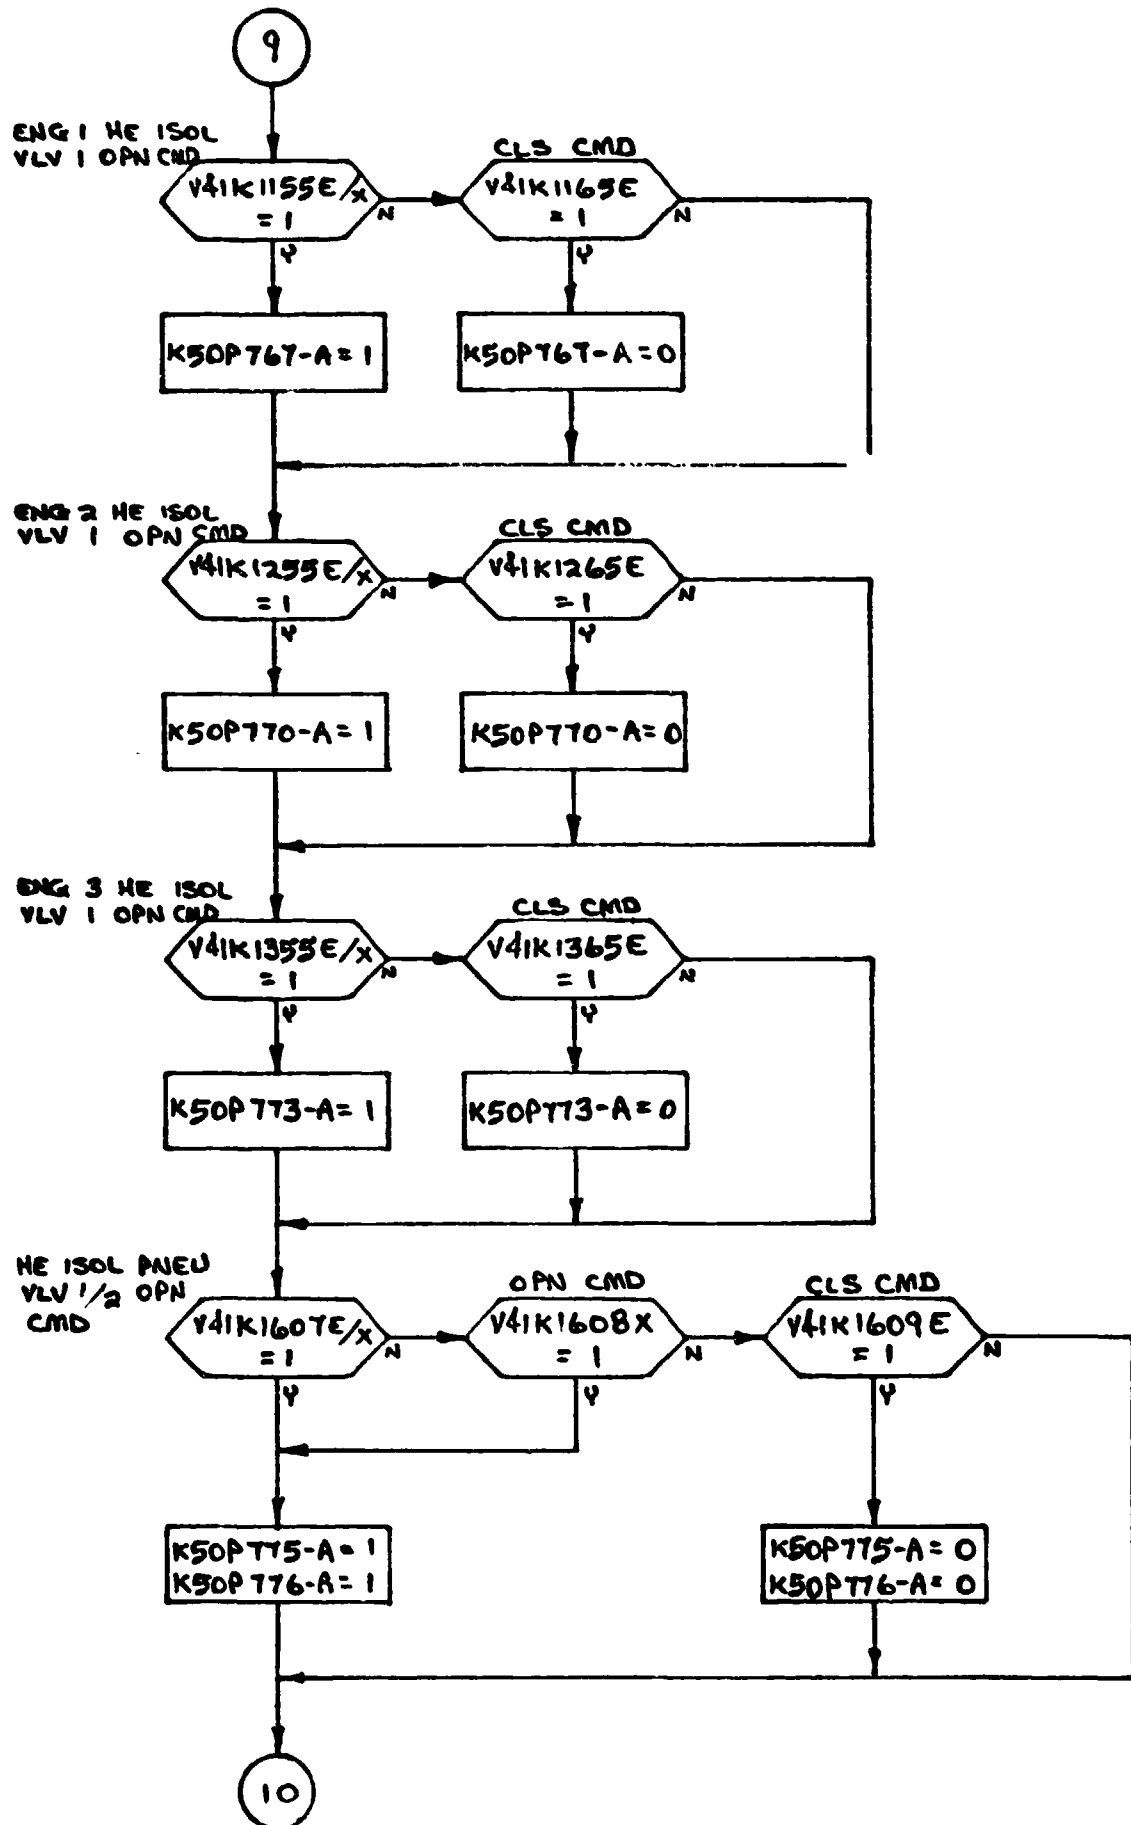 9
ENG 1 HE ISOL
VLV 1 OPN CMD
V41K1155E/X
= 1
N
Y
CLS CMD
V41K1165E
= 1
N
Y
K50P767-A = 1
K50P767-A = 0
ENG 2 HE ISOL
VLV 1 OPN CMD
V41K1255E/X
= 1
N
Y
CLS CMD
V41K1265E
= 1
N
Y
K50P770-A = 1
K50P770-A = 0
ENG 3 HE ISOL
VLV 1 OPN CMD
V41K1355E/X
= 1
N
Y
CLS CMD
V41K1365E
= 1
N
Y
K50P773-A = 1
K50P773-A = 0
HE ISOL PNEU
VLV 1/2 OPN
CMD
V41K1607E/X
= 1
N
Y
OPN CMD
V41K1608X
= 1
N
Y
CLS CMD
V41K1609E
= 1
N
Y
K50P775-A = 1
K50P776-A = 1
K50P775-A = 0
K50P776-A = 0
10